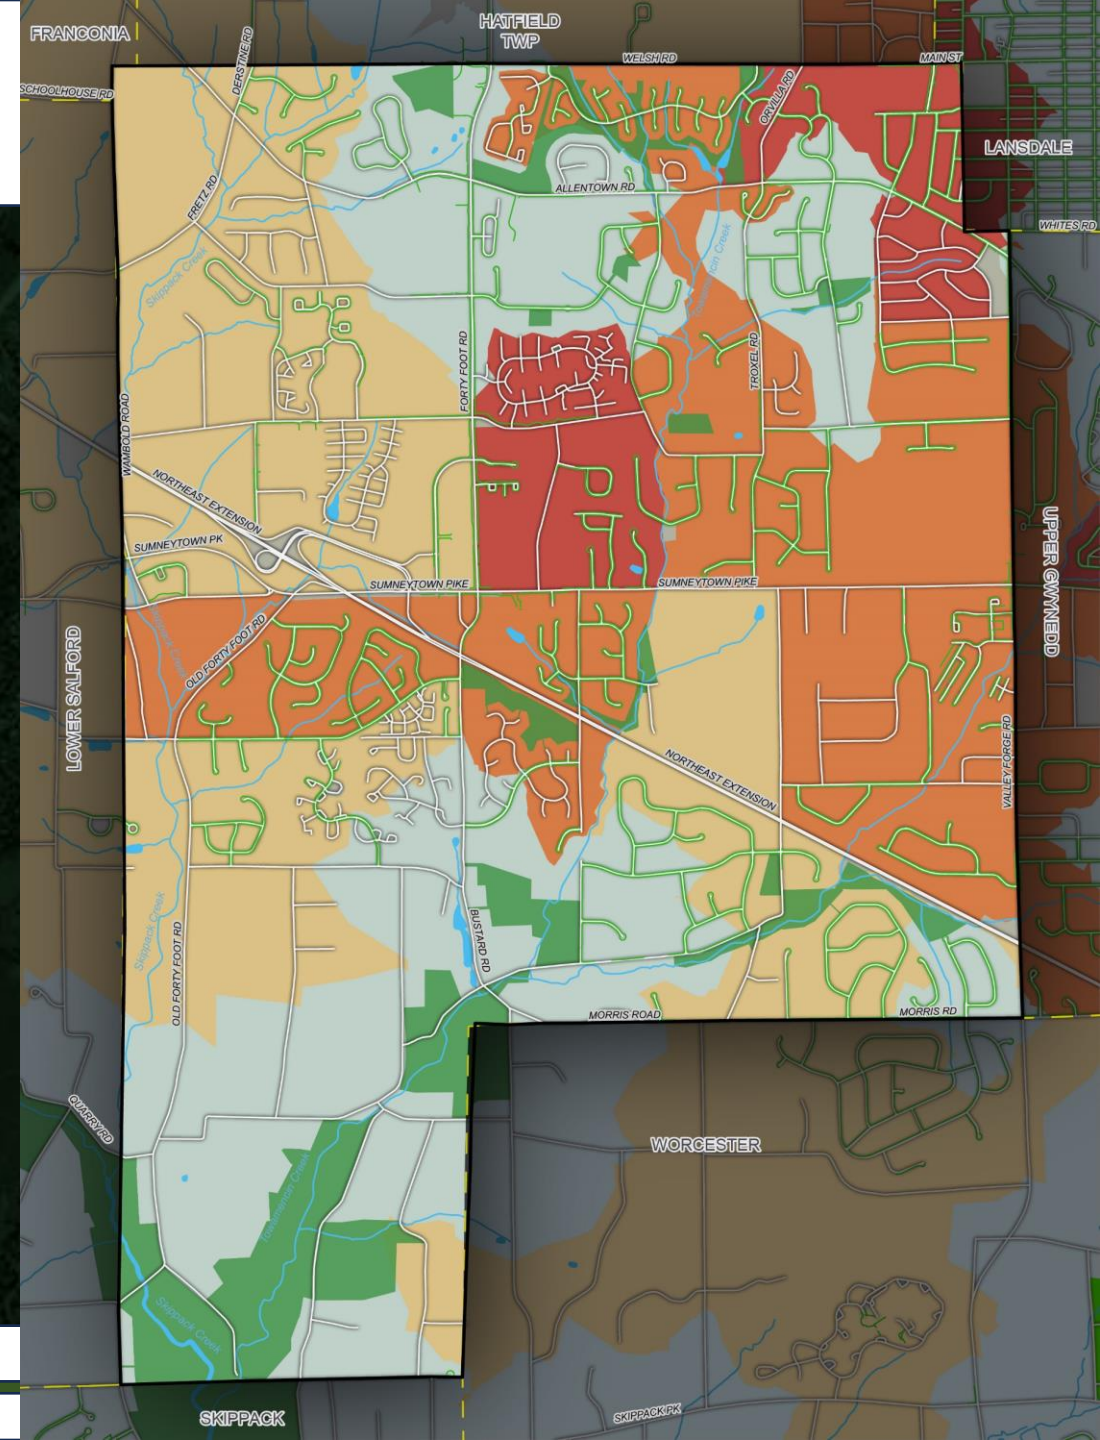 FRANCONIA
HATFIELD
TWP
DERSTINE RD
WELSH RD
MAIN ST
SCHOOLHOUSE RD
ORVILLA RD
LANSDALE
FRETZ RD
ALLENTOWN RD
WHITES RD
Skippack Creek
Towamencin Creek
FORTY FOOT RD
TROXEL RD
WAMBOLD ROAD
NORTHEAST EXTENSION
SUMNEYTOWN PK
SUMNEYTOWN PIKE
SUMNEYTOWN PIKE
UPPER GWYNEDD
OLD FORTY FOOT RD
LOWER SALFORD
VALLEY FORGE RD
NORTHEAST EXTENSION
Skippack Creek
OLD FORTY FOOT RD
BUSTARD RD
MORRIS ROAD
MORRIS RD
QUARRY RD
WORCESTER
Towamencin Creek
Skippack Creek
SKIPPACK
SKIPPACK PK